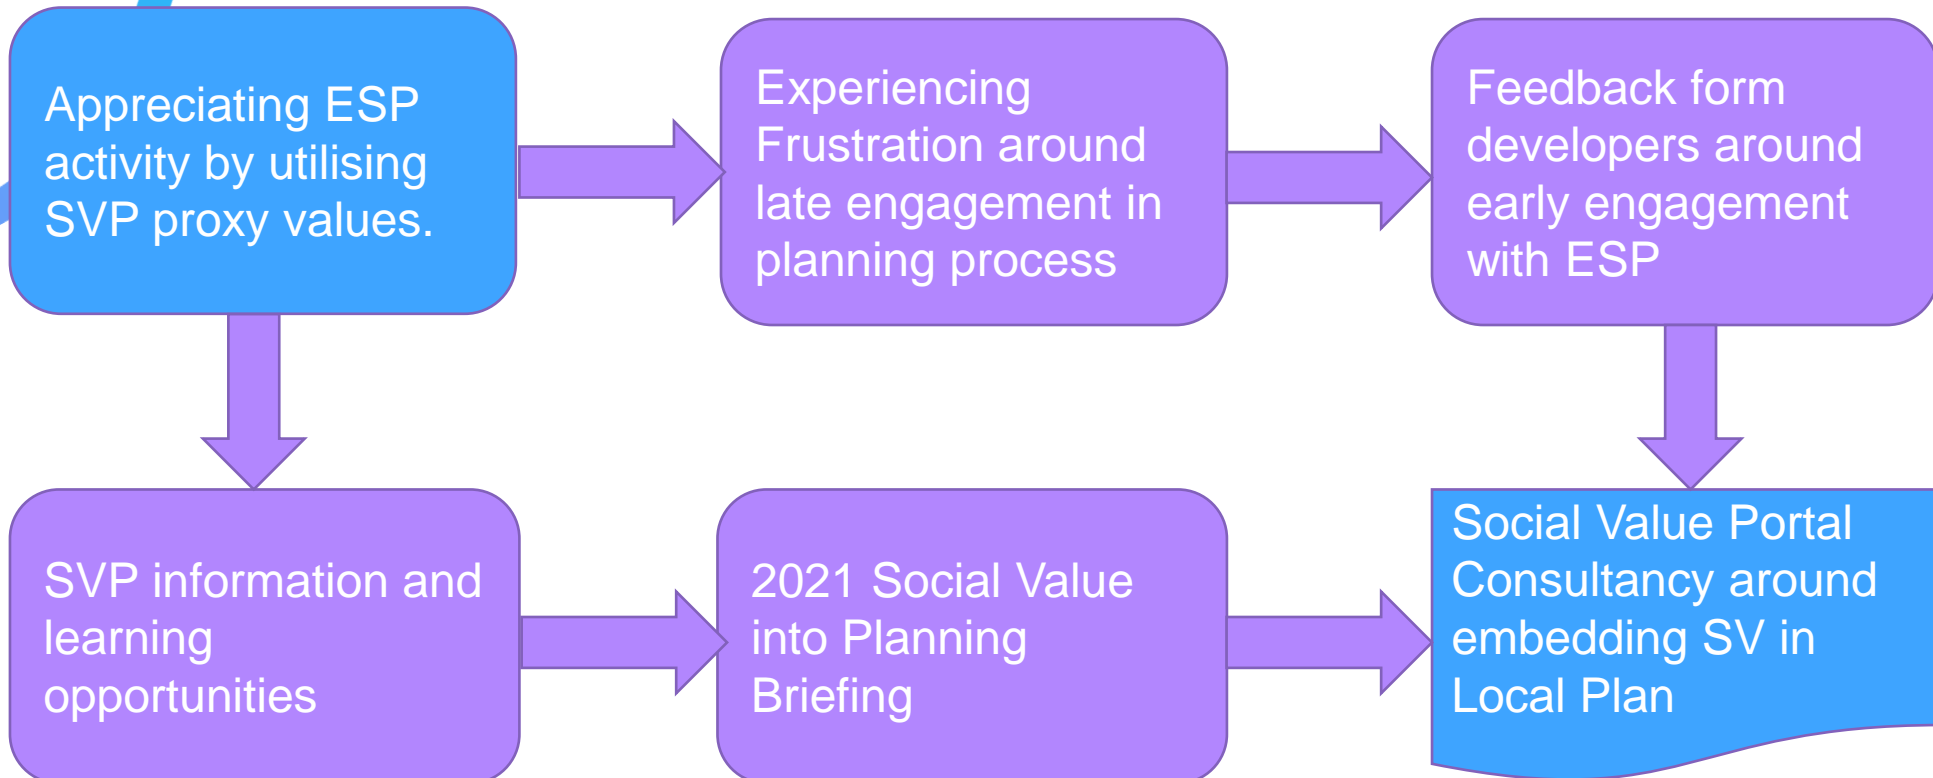 Appreciating ESP
activity by utilising
SVP proxy values.
Experiencing
Frustration around
late engagement in
planning process
Feedback form
developers around
early engagement
with ESP
SVP information and
learning
opportunities
2021 Social Value
into Planning
Briefing
Social Value Portal
Consultancy around
embedding SV in
Local Plan